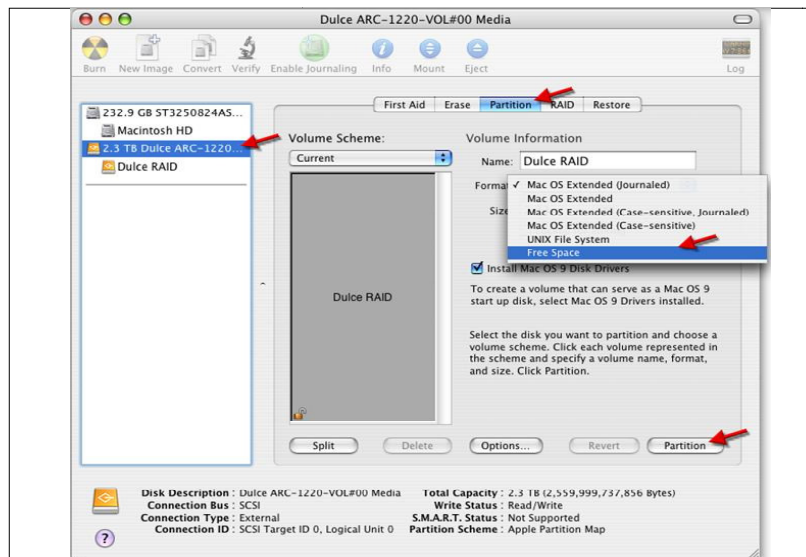 Dulce ARC-1220-VOL#00 Media
Burn New Image Convert Verify Enable Journaling Info Mount Eject Log
First Aid Erase Partition RAID Restore
232.9 GB ST3250824AS...
Macintosh HD
2.3 TB Dulce ARC-1220...
Dulce RAID
Volume Scheme:
Current
Dulce RAID
Volume Information
Name: Dulce RAID
Format
✓ Mac OS Extended (Journaled)
Mac OS Extended
Mac OS Extended (Case-sensitive, Journaled)
Mac OS Extended (Case-sensitive)
UNIX File System
Free Space
Size
Install Mac OS 9 Disk Drivers
To create a volume that can serve as a Mac OS 9
start up disk, select Mac OS 9 Drivers installed.
Select the disk you want to partition and choose a
volume scheme. Click each volume represented in
the scheme and specify a volume name, format,
and size. Click Partition.
Split Delete Options... Revert Partition
Disk Description : Dulce ARC-1220-VOL#00 Media
Connection Bus : SCSI
Connection Type : External
Connection ID : SCSI Target ID 0, Logical Unit 0
Total Capacity : 2.3 TB (2,559,999,737,856 Bytes)
Write Status : Read/Write
S.M.A.R.T. Status : Not Supported
Partition Scheme : Apple Partition Map
?